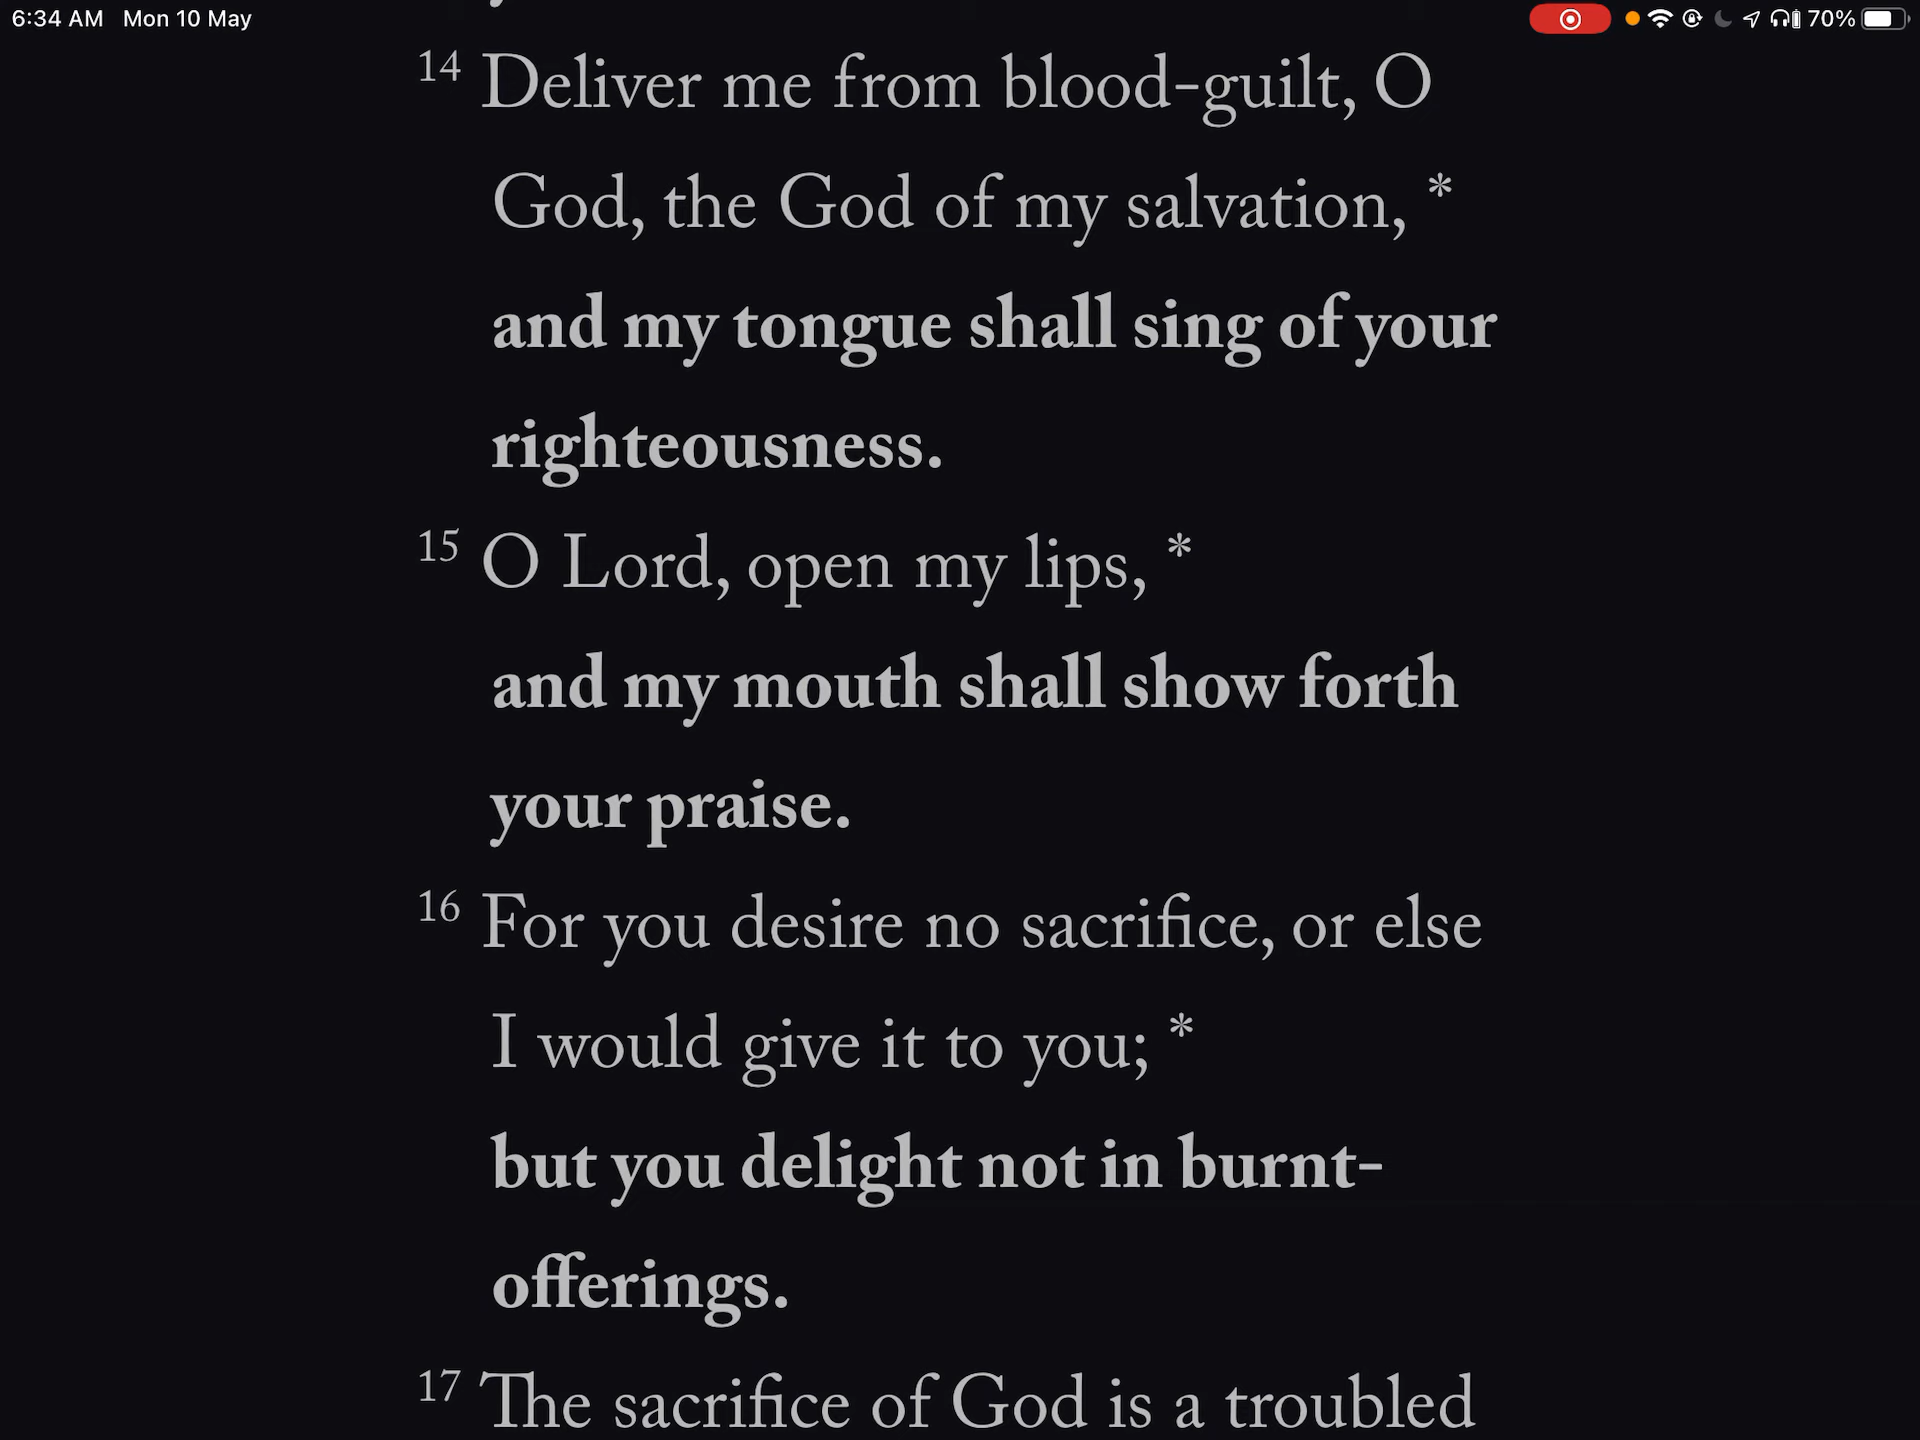 6:34 AM Mon 10 May 70%
14 Deliver me from blood-guilt, O
God, the God of my salvation, *
and my tongue shall sing of your
righteousness.
15 O Lord, open my lips, *
and my mouth shall show forth
your praise.
16 For you desire no sacrifice, or else
I would give it to you; *
but you delight not in burnt-
offerings.
17 The sacrifice of God is a troubled